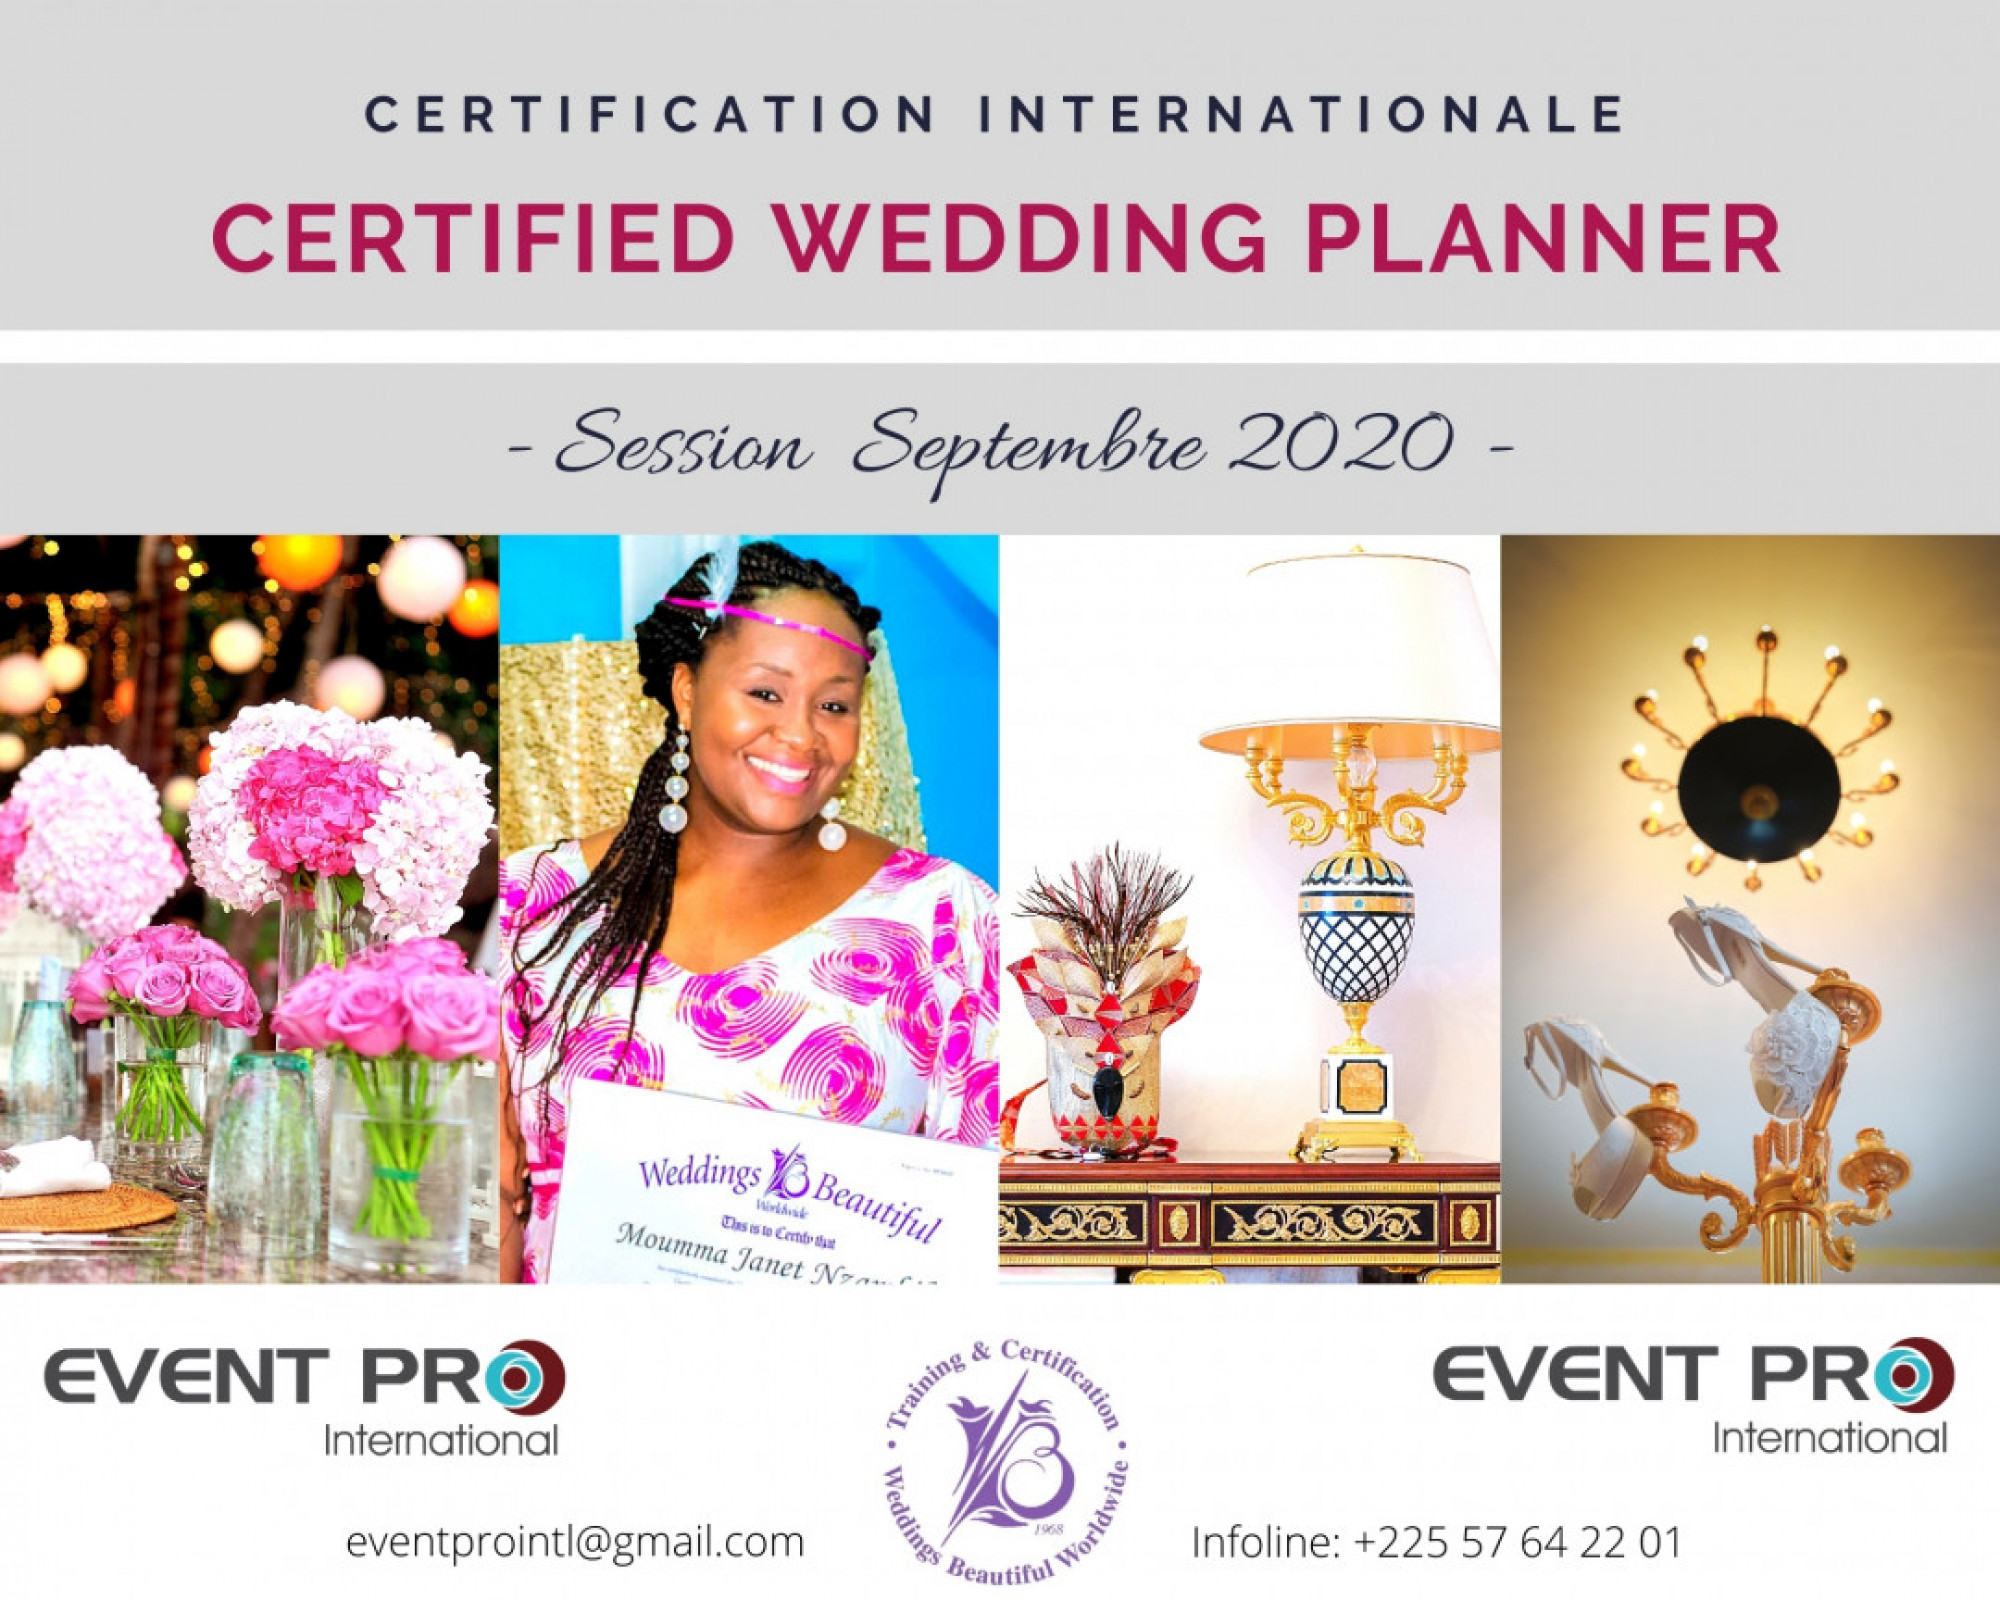 CERTIFICATION INTERNATIONALE
CERTIFIED WEDDING PLANNER
- Session Septembre 2020 -
Weddings WB Beautiful
Worldwide
This is to Certify that
Moumma Janet
EVENT PRO
International
Training & Certification
Weddings Beautiful Worldwide
1968
EVENT PRO
International
eventprointl@gmail.com
Infoline: +225 57 64 22 01